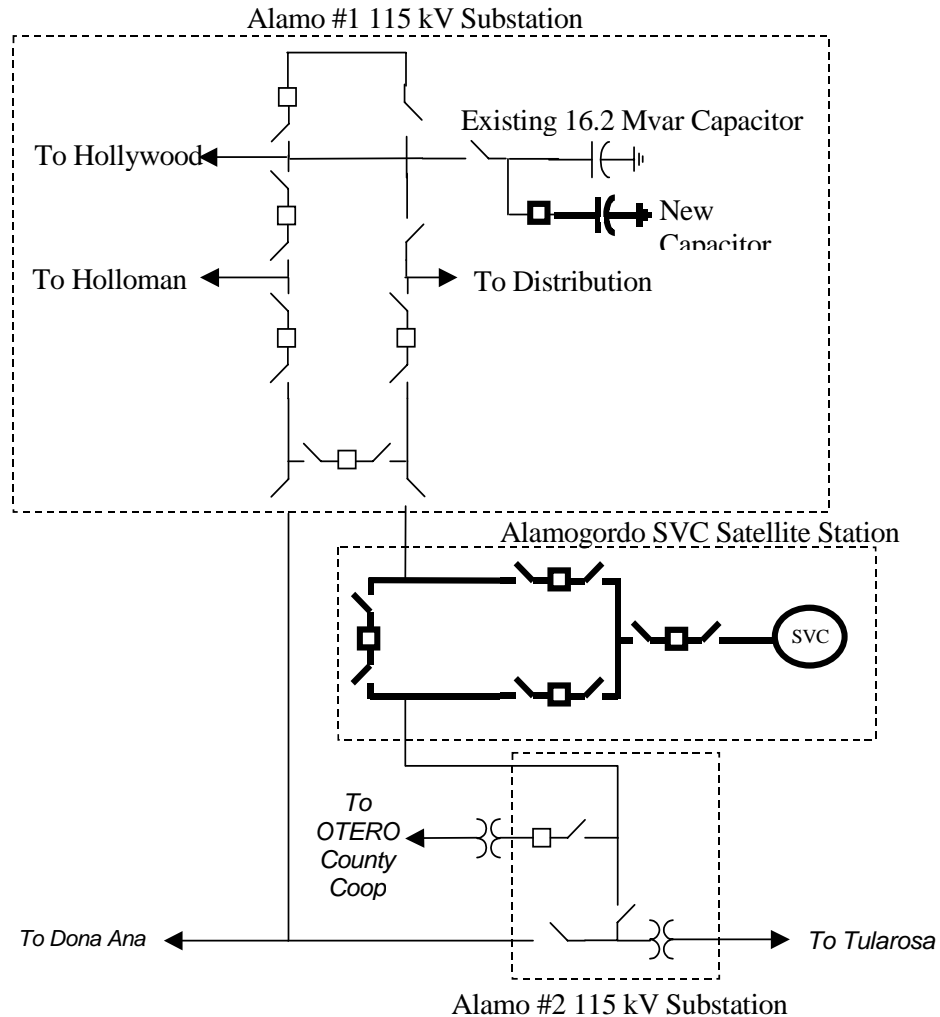 Alamo #1 115 kV Substation
Existing 16.2 Mvar Capacitor
To Hollywood
New
Capacitor
To Holloman
To Distribution
Alamogordo SVC Satellite Station
SVC
To
OTERO
County
Coop
To Dona Ana
To Tularosa
Alamo #2 115 kV Substation